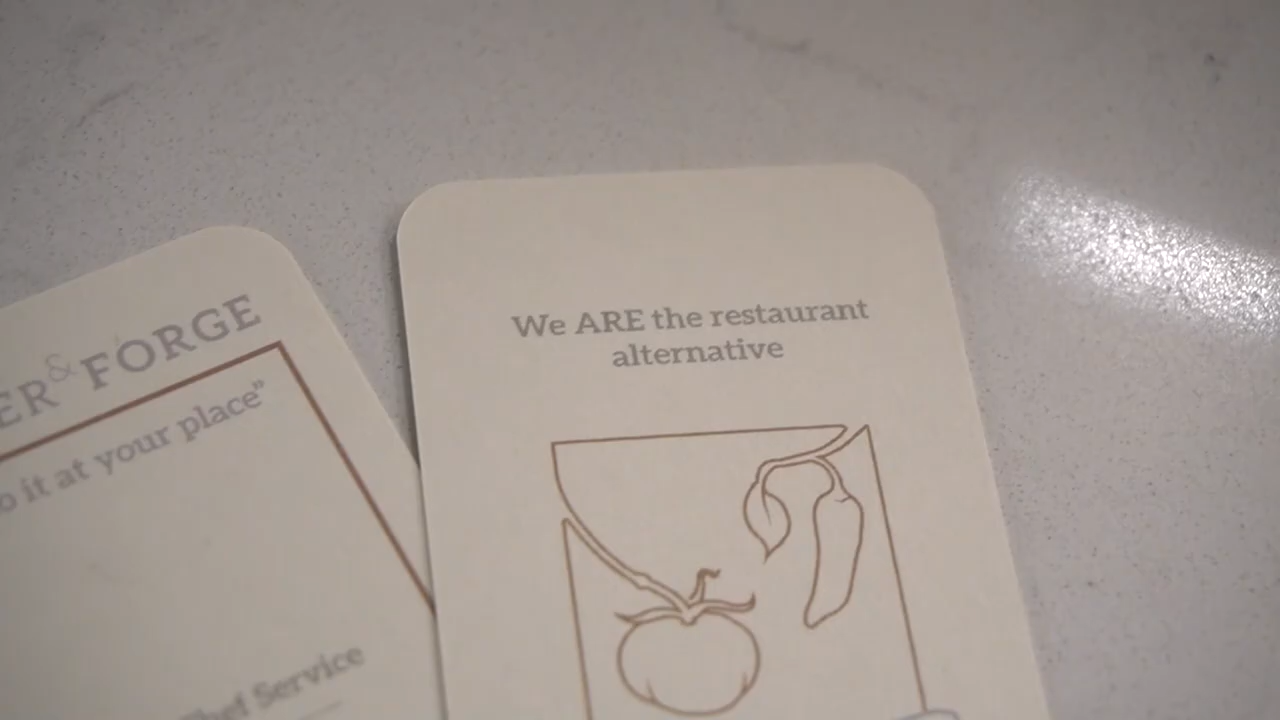 & FORGE
it at your place”
Service
We ARE the restaurant
alternative